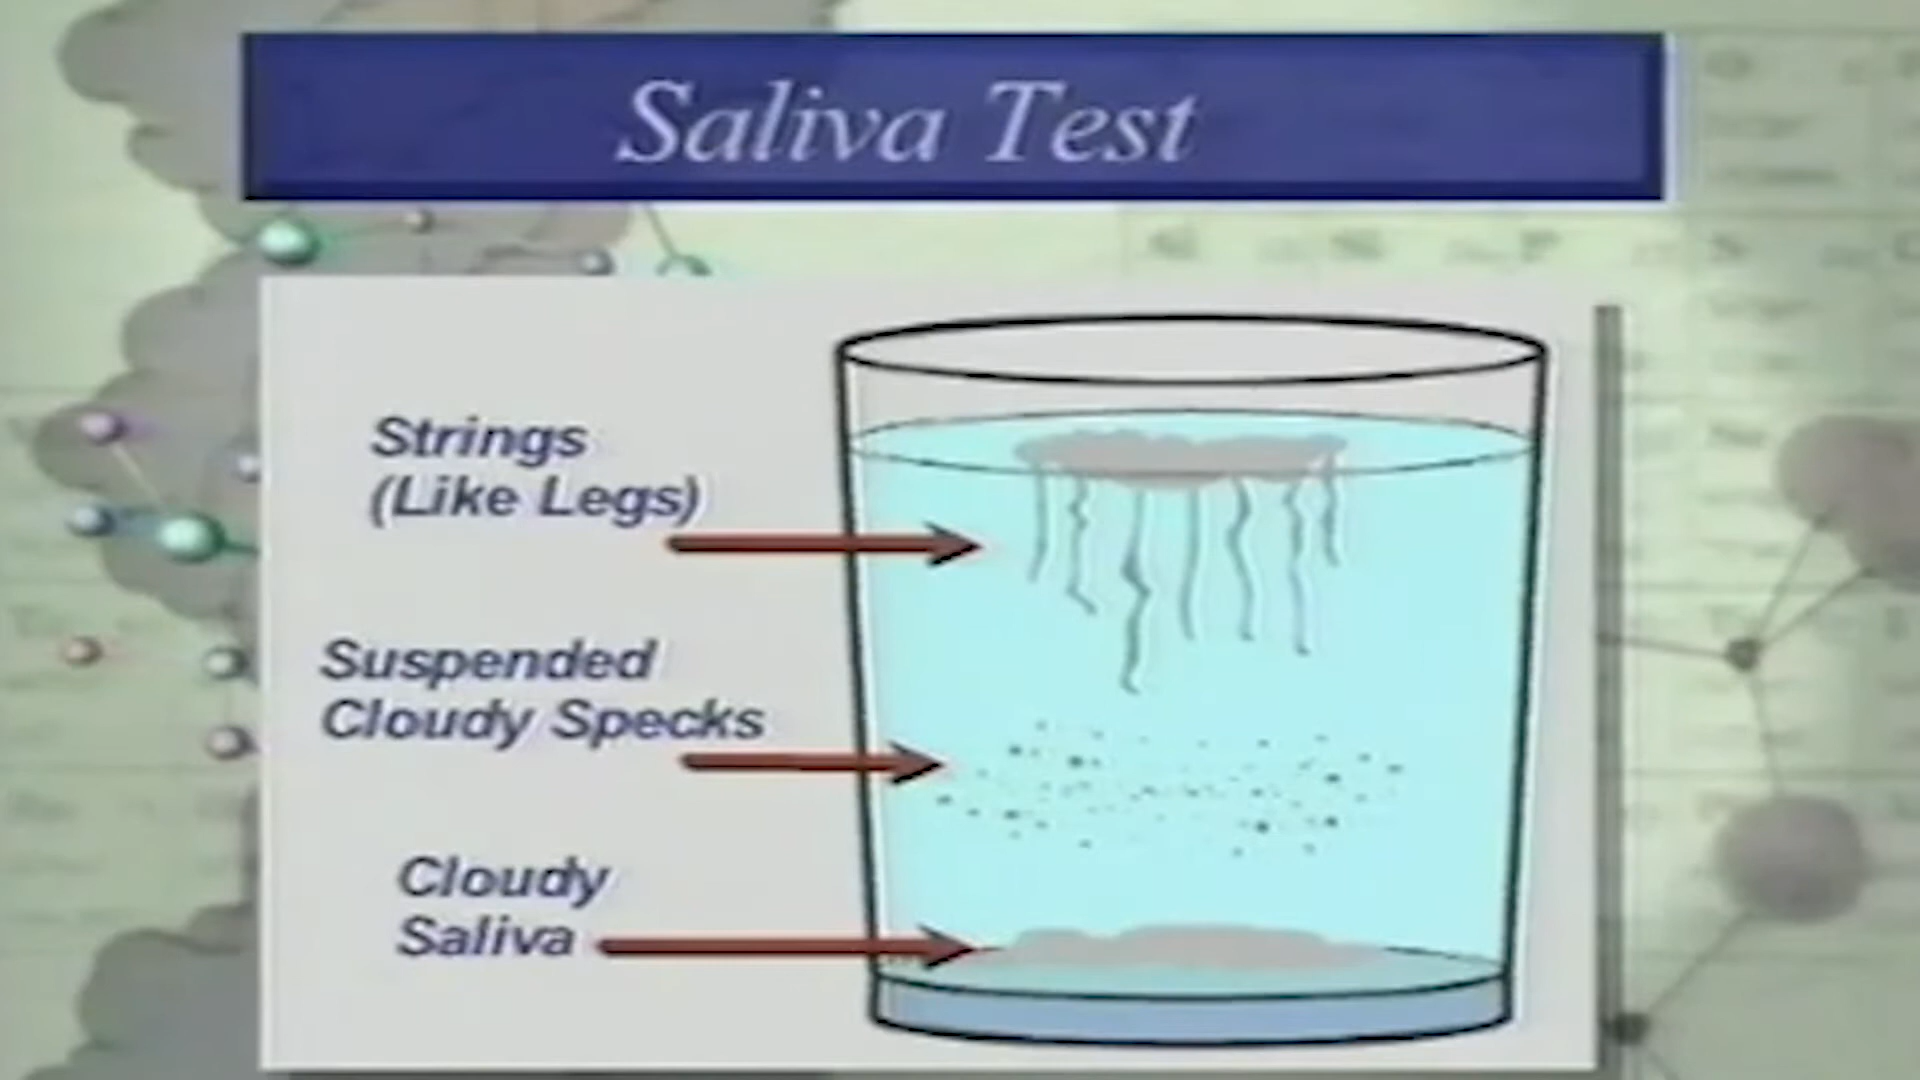 Saliva Test
Strings
(Like Legs)
Suspended
Cloudy Specks
Cloudy
Saliva